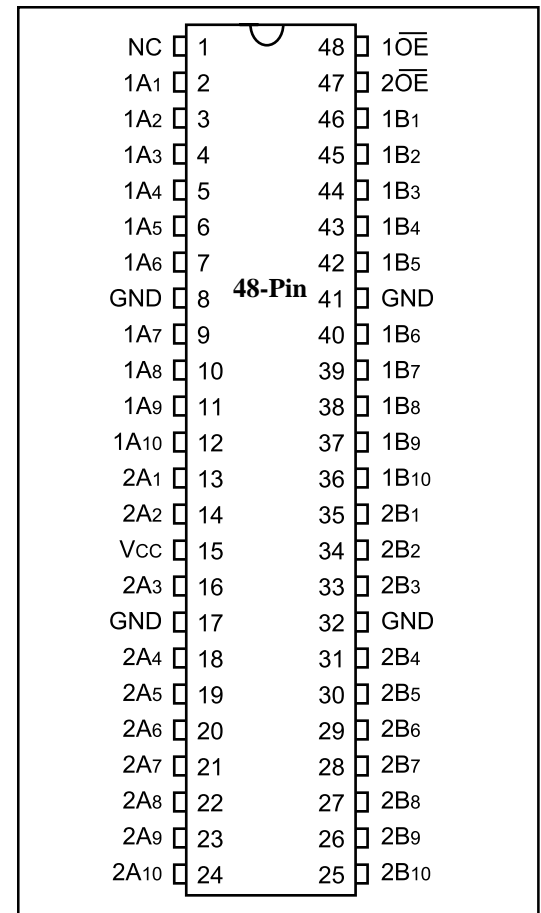 NC 1 48 1OE
1A1 2 47 2OE
1A2 3 46 1B1
1A3 4 45 1B2
1A4 5 44 1B3
1A5 6 43 1B4
1A6 7 42 1B5
GND 8 48-Pin 41 GND
1A7 9 40 1B6
1A8 10 39 1B7
1A9 11 38 1B8
1A10 12 37 1B9
2A1 13 36 1B10
2A2 14 35 2B1
VCC 15 34 2B2
2A3 16 33 2B3
GND 17 32 GND
2A4 18 31 2B4
2A5 19 30 2B5
2A6 20 29 2B6
2A7 21 28 2B7
2A8 22 27 2B8
2A9 23 26 2B9
2A10 24 25 2B10